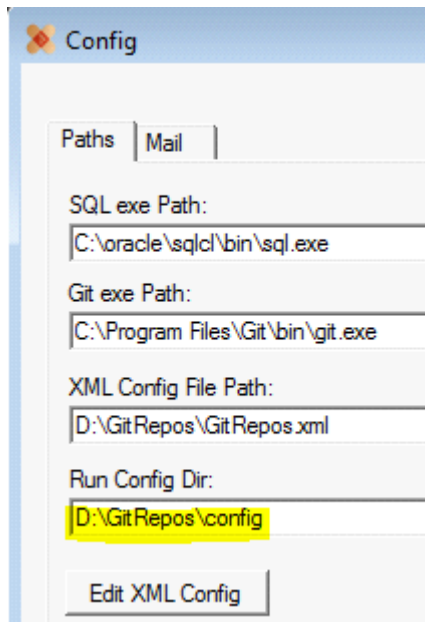 Config
Paths Mail
SQL exe Path:
C:\oracle\sqlcl\bin\sql.exe
Git exe Path:
C:\Program Files\Git\bin\git.exe
XML Config File Path:
D:\GitRepos\GitRepos.xml
Run Config Dir:
D:\GitRepos\config
Edit XML Config